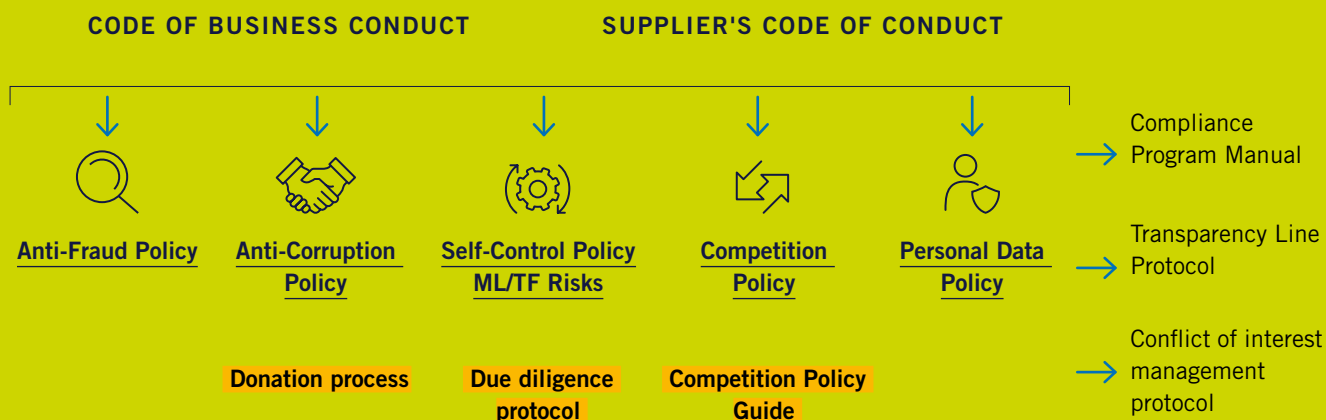 CODE OF BUSINESS CONDUCT
SUPPLIER'S CODE OF CONDUCT
Anti-Fraud Policy
Anti-Corruption
Policy
Self-Control Policy
ML/TF Risks
Competition
Policy
Personal Data
Policy
Donation process
Due diligence
protocol
Competition Policy
Guide
Compliance
Program Manual
Transparency Line
Protocol
Conflict of interest
management
protocol